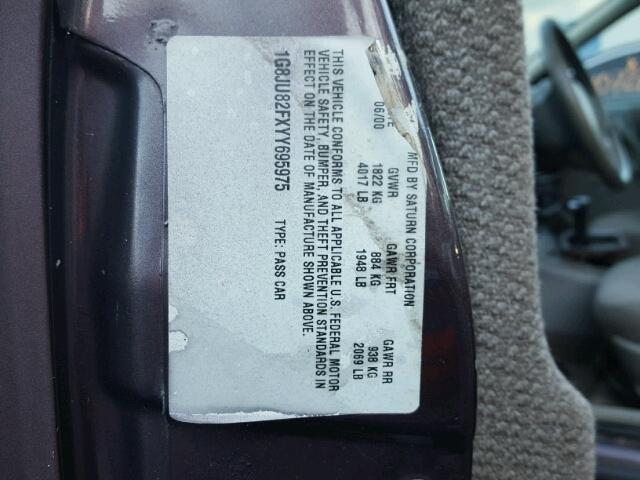 MFD BY SATURN CORPORATION
06/00
GVWR GAWR FRT GAWR RR
1822 KG 884 KG 938 KG
4017 LB 1948 LB 2069 LB
THIS VEHICLE CONFORMS TO ALL APPLICABLE U.S. FEDERAL MOTOR
VEHICLE SAFETY, BUMPER, AND THEFT PREVENTION STANDARDS IN
EFFECT ON THE DATE OF MANUFACTURE SHOWN ABOVE.
1G8JU82FXYY695975 TYPE: PASS CAR